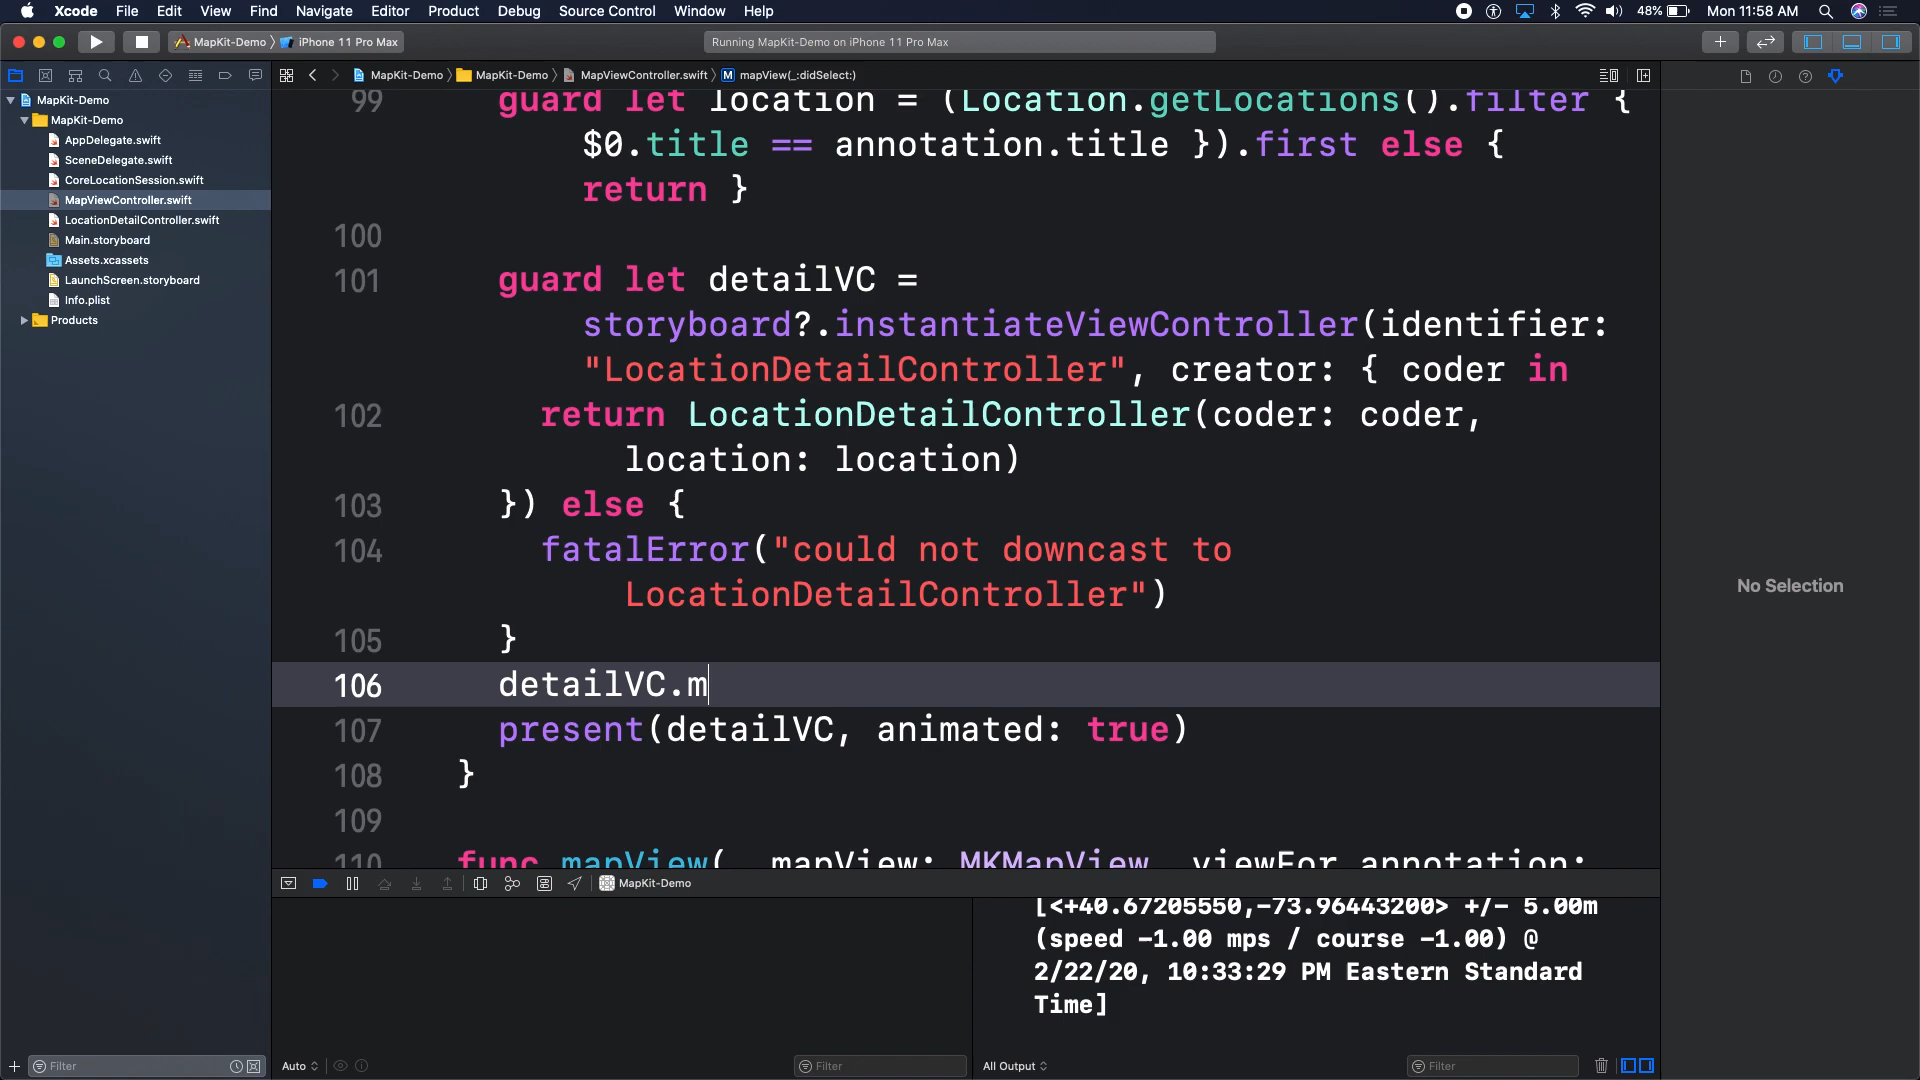 Xcode File Edit View Find Navigate Editor Product Debug Source Control Window Help 48% Mon 11:58 AM
MapKit-Demo iPhone 11 Pro Max Running MapKit-Demo on iPhone 11 Pro Max
MapKit-Demo MapKit-Demo MapViewController.swift M mapView(_:didSelect:)
MapKit-Demo
MapKit-Demo
AppDelegate.swift
SceneDelegate.swift
CoreLocationSession.swift
MapViewController.swift
LocationDetailController.swift
Main.storyboard
Assets.xcassets
LaunchScreen.storyboard
Info.plist
Products
99 guard let location = (Location.getLocations().filter {
$0.title == annotation.title }).first else {
return }
100
101 guard let detailVC =
storyboard?.instantiateViewController(identifier:
"LocationDetailController", creator: { coder in
102 return LocationDetailController(coder: coder,
location: location)
103 }) else {
104 fatalError("could not downcast to
LocationDetailController")
105 }
106 detailVC.m
107 present(detailVC, animated: true)
108 }
109
110 func mapView(_ mapView: MKMapView, viewFor annotation:
No Selection
MapKit-Demo
[<+40.67205550,-73.96443200> +/- 5.00m
(speed -1.00 mps / course -1.00) @
2/22/20, 10:33:29 PM Eastern Standard
Time]
Filter Auto Filter All Output Filter